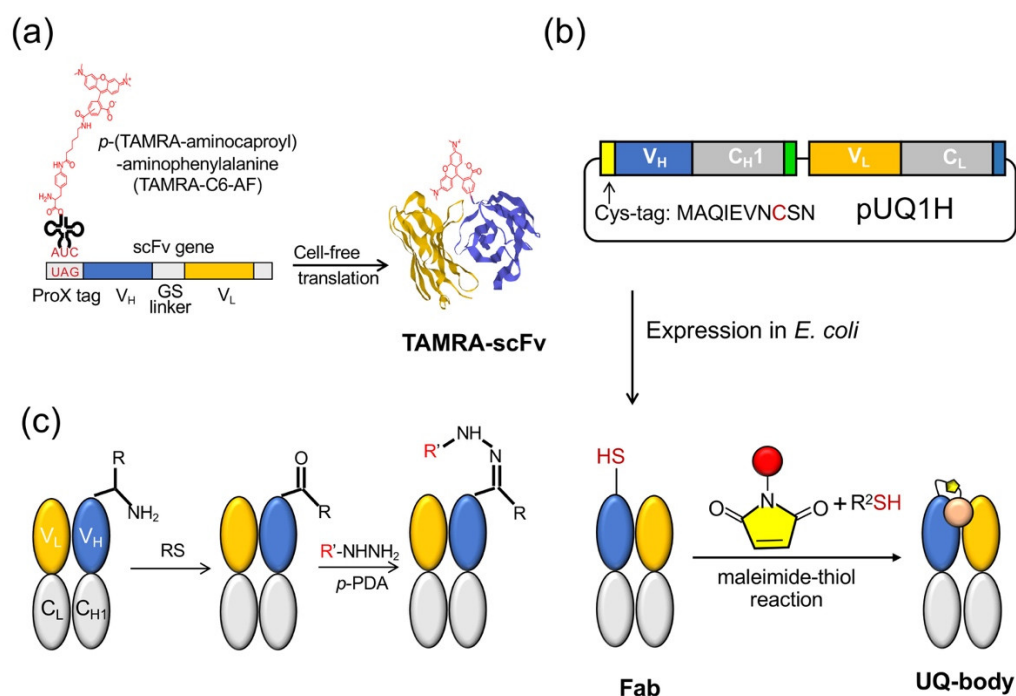 (a)
p-(TAMRA-aminocaproyl)
-aminophenylalanine
(TAMRA-C6-AF)
AUC
scFv gene
UAG
ProX tag
V_H
GS
linker
V_L
Cell-free
translation
TAMRA-scFv
(b)
V_H
C_H1
V_L
C_L
Cys-tag: MAQIEVNCSN
pUQ1H
Expression in E. coli
HS
N
O
O
+ R²SH
maleimide-thiol
reaction
Fab
UQ-body
(c)
R
NH₂
V_L
V_H
C_L
C_H1
RS
O
R
R'-NHNH₂
p-PDA
R'
NH
N
R